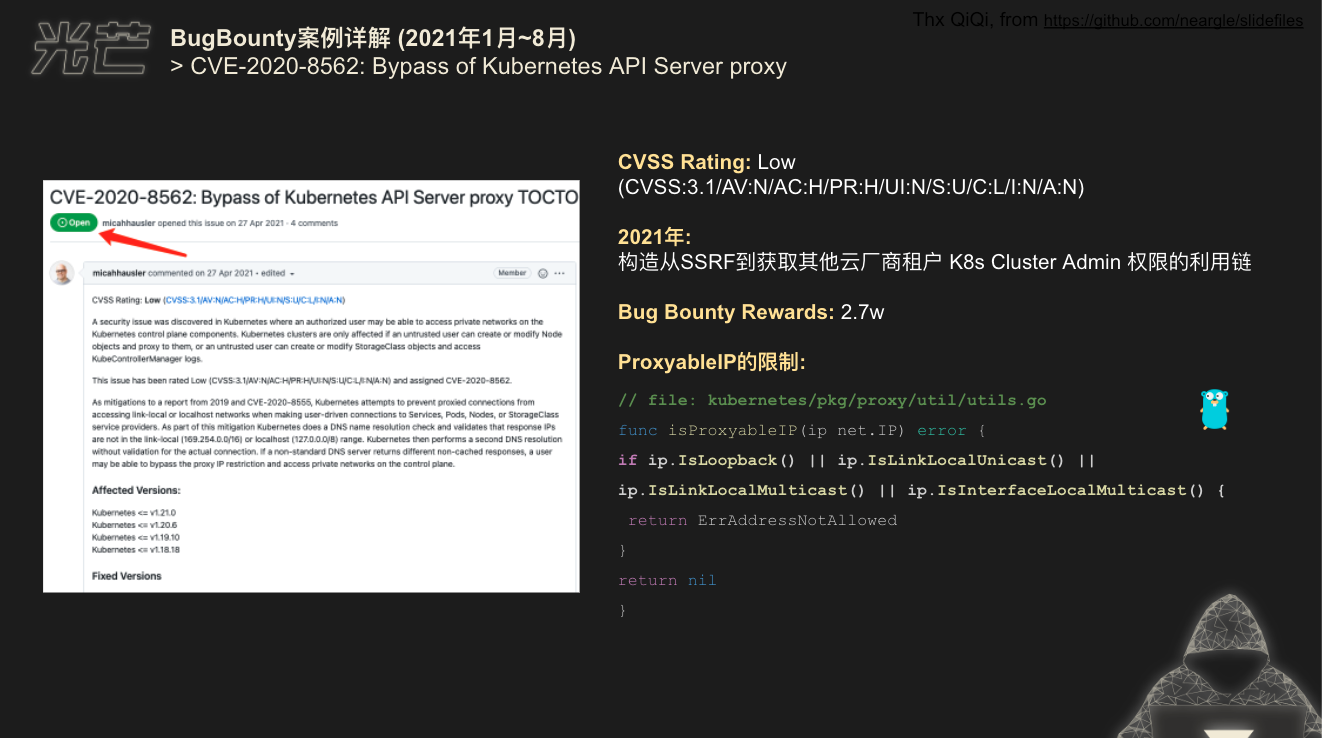 Thx QiQi, from https://github.com/neargle/slidefiles
光芒
BugBounty案例详解 (2021年1月~8月)
> CVE-2020-8562: Bypass of Kubernetes API Server proxy
CVE-2020-8562: Bypass of Kubernetes API Server proxy TOCTO
Open micahhausler opened this issue on 27 Apr 2021 · 4 comments
micahhausler commented on 27 Apr 2021 • edited Member
CVSS Rating: Low (CVSS:3.1/AV:N/AC:H/PR:H/UI:N/S:U/C:L/I:N/A:N)
A security issue was discovered in Kubernetes where an authorized user may be able to access private networks on the
Kubernetes control plane components. Kubernetes clusters are only affected if an untrusted user can create or modify Node
objects and proxy to them, or an untrusted user can create or modify StorageClass objects and access
KubeControllerManager logs.
This issue has been rated Low (CVSS:3.1/AV:N/AC:H/PR:H/UI:N/S:U/C:L/I:N/A:N) and assigned CVE-2020-8562.
As mitigations to a report from 2019 and CVE-2020-8555, Kubernetes attempts to prevent proxied connections from
accessing link-local or localhost networks when making user-driven connections to Services, Pods, Nodes, or StorageClass
service providers. As part of this mitigation Kubernetes does a DNS name resolution check and validates that response IPs
are not in the link-local (169.254.0.0/16) or localhost (127.0.0.0/8) range. Kubernetes then performs a second DNS resolution
without validation for the actual connection. If a non-standard DNS server returns different non-cached responses, a user
may be able to bypass the proxy IP restriction and access private networks on the control plane.
Affected Versions:
Kubernetes <= v1.21.0
Kubernetes <= v1.20.6
Kubernetes <= v1.19.10
Kubernetes <= v1.18.18
Fixed Versions
CVSS Rating: Low
(CVSS:3.1/AV:N/AC:H/PR:H/UI:N/S:U/C:L/I:N/A:N)
2021年:
构造从SSRF到获取其他云厂商租户 K8s Cluster Admin 权限的利用链
Bug Bounty Rewards: 2.7w
ProxyableIP的限制:
// file: kubernetes/pkg/proxy/util/utils.go
func isProxyableIP(ip net.IP) error {
if ip.IsLoopback() || ip.IsLinkLocalUnicast() ||
ip.IsLinkLocalMulticast() || ip.IsInterfaceLocalMulticast() {
return ErrAddressNotAllowed
}
return nil
}